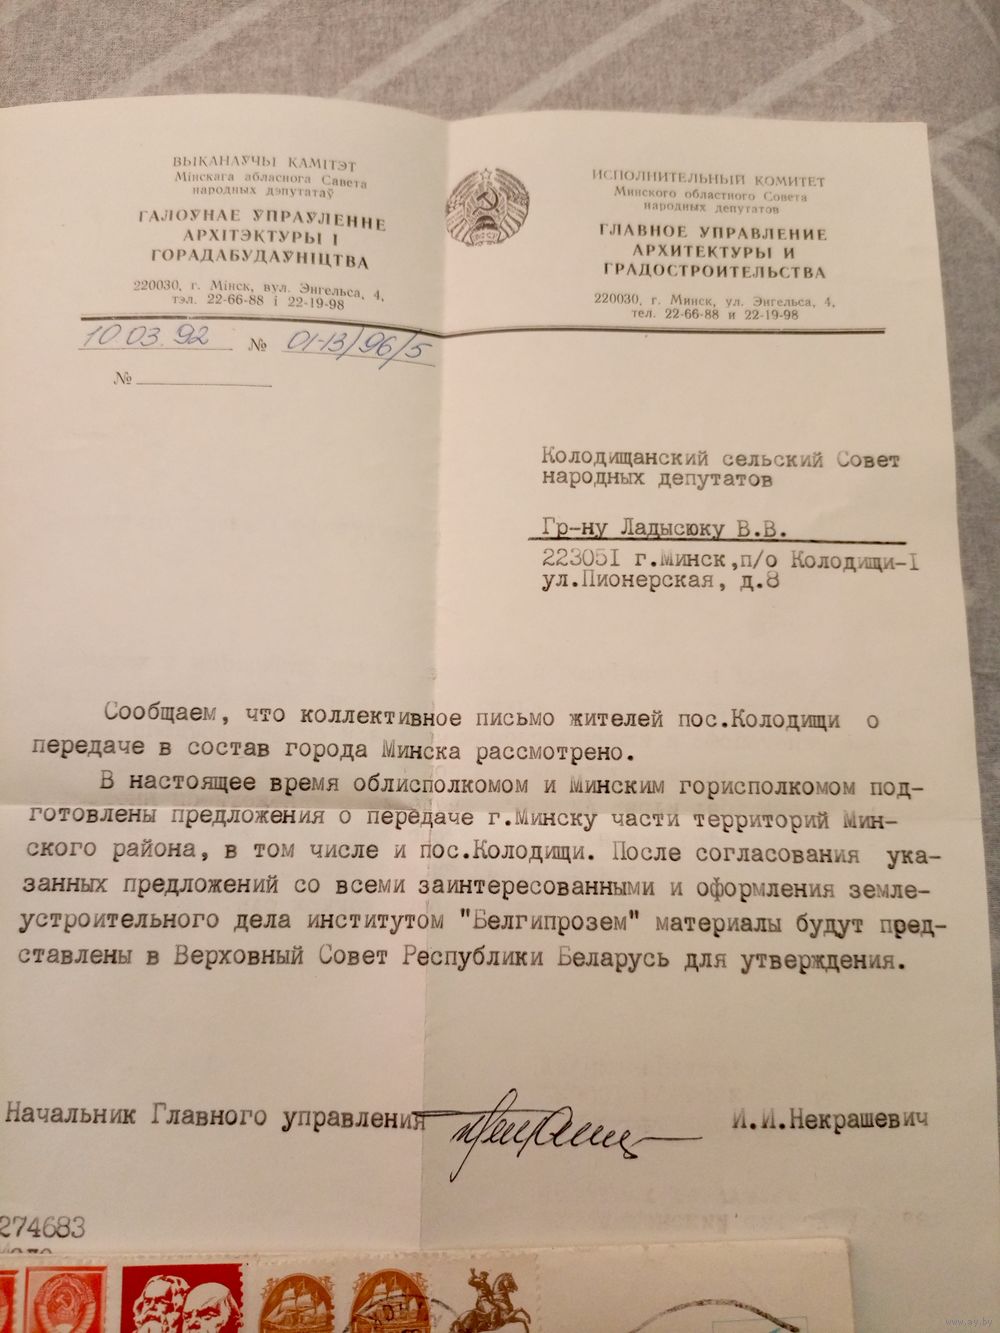 ВЫКАНАЎЧЫ КАМІТЭТ
Мінскага абласнога Савета
народных дэпутатаў
ГАЛОЎНАЕ ЎПРАЎЛЕННЕ
АРХІТЭКТУРЫ І
ГОРАДАБУДАЎНІЦТВА
220030, г. Мінск, вул. Энгельса, 4,
тэл. 22-66-88 і 22-19-98
ИСПОЛНИТЕЛЬНЫЙ КОМИТЕТ
Минского областного Совета
народных депутатов
ГЛАВНОЕ УПРАВЛЕНИЕ
АРХИТЕКТУРЫ И
ГРАДОСТРОИТЕЛЬСТВА
220030, г. Минск, ул. Энгельса, 4,
тел. 22-66-88 и 22-19-98
10.03.92 № 01-13/96/5
№
Колодищанский сельский Совет
народных депутатов
Гр-ну Ладысюку В.В.
223051 г.Минск,п/о Колодищи-1
ул.Пионерская, д.8
Сообщаем, что коллективное письмо жителей пос.Колодищи о
передаче в состав города Минска рассмотрено.
В настоящее время облисполкомом и Минским горисполкомом под-
готовлены предложения о передаче г.Минску части территорий Мин-
ского района, в том числе и пос.Колодищи. После согласования ука-
занных предложений со всеми заинтересованными и оформления земле-
устроительного дела институтом "Белгипрозем" материалы будут пред-
ставлены в Верховный Совет Республики Беларусь для утверждения.
Начальник Главного управления И.И.Некрашевич
274683
www.ay.by